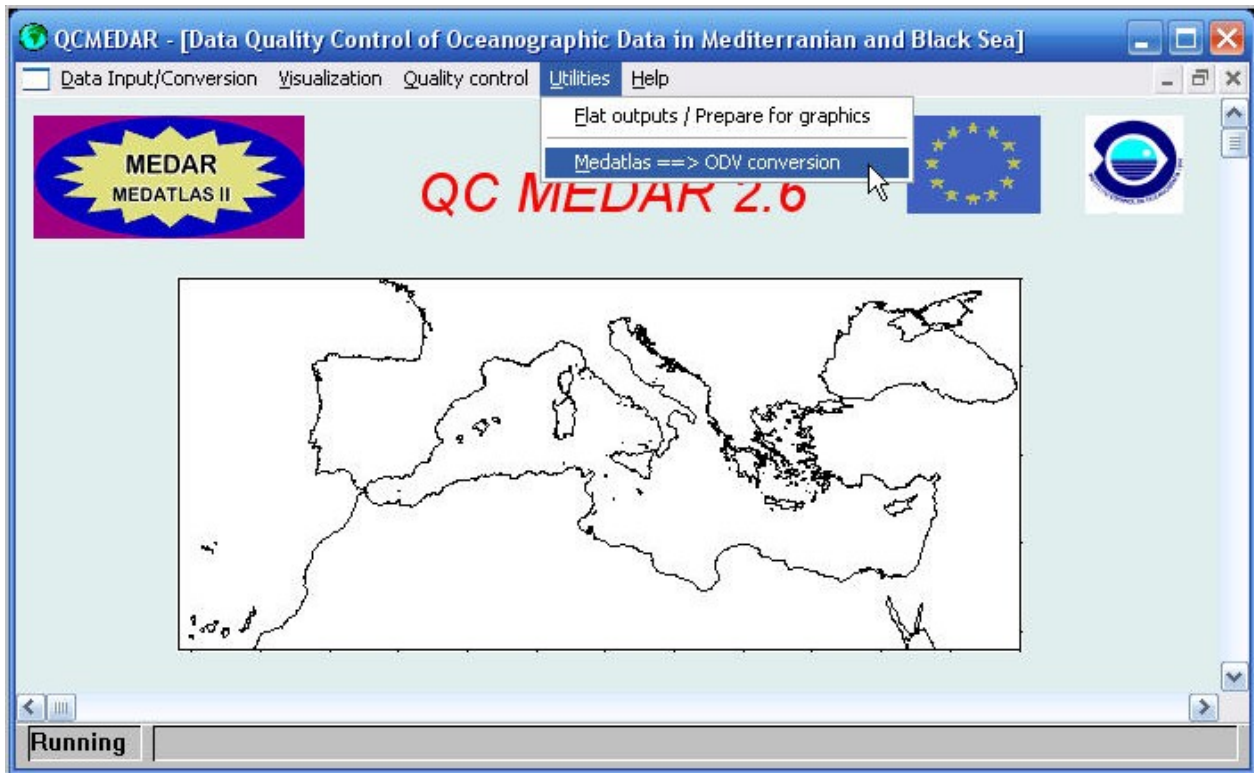 QCMEDAR - [Data Quality Control of Oceanographic Data in Mediterranian and Black Sea]
Data Input/Conversion Visualization Quality control Utilities Help
Flat outputs / Prepare for graphics
Medatlas ==> ODV conversion
MEDAR
MEDATLAS II
QC MEDAR 2.6
Running